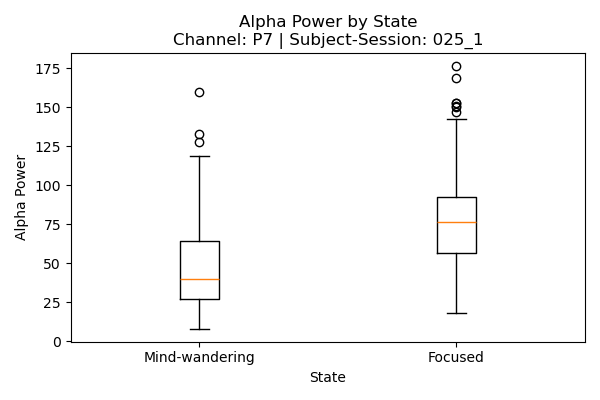 Alpha Power by State
Channel: P7 | Subject-Session: 025_1
175
150
125
100
75
50
25
0
Alpha Power
Mind-wandering
Focused
State